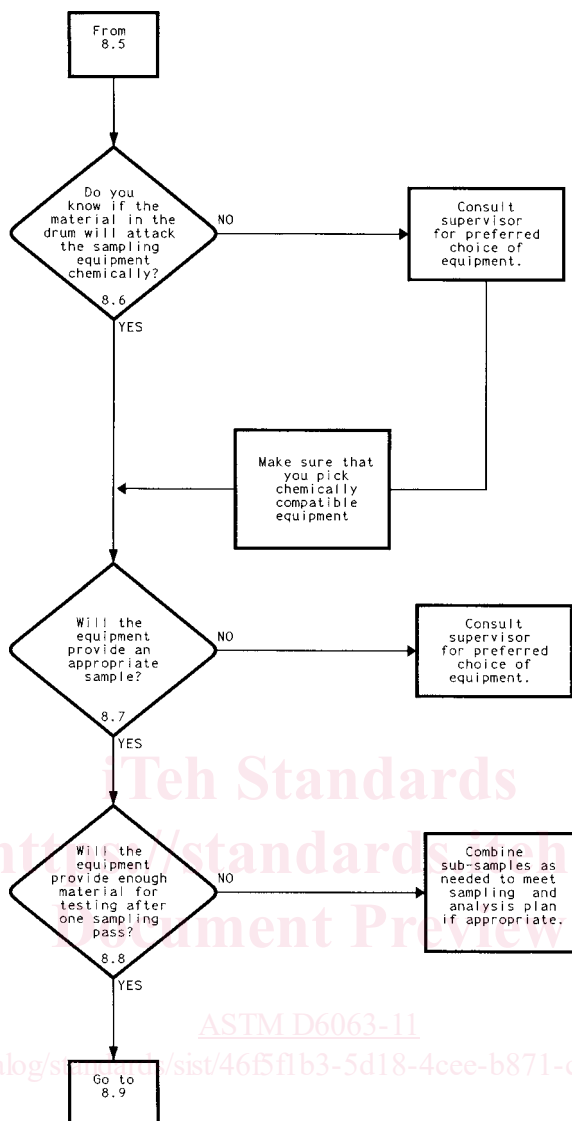 From
8.5
Do you
know if the
material in the
drum will attack
the sampling
equipment
chemically?
8.6
NO
Consult
supervisor
for preferred
choice of
equipment.
YES
Make sure that
you pick
chemically
compatible
equipment
Will the
equipment
provide an
appropriate
sample?
8.7
NO
Consult
supervisor
for preferred
choice of
equipment.
YES
iTeh Standards
Will the
equipment
provide enough
material for
testing after
one sampling
pass?
8.8
NO
Combine
sub-samples as
needed to meet
sampling and
analysis plan
if appropriate.
Document Preview
YES
ASTM D6063-11
Go to
8.9